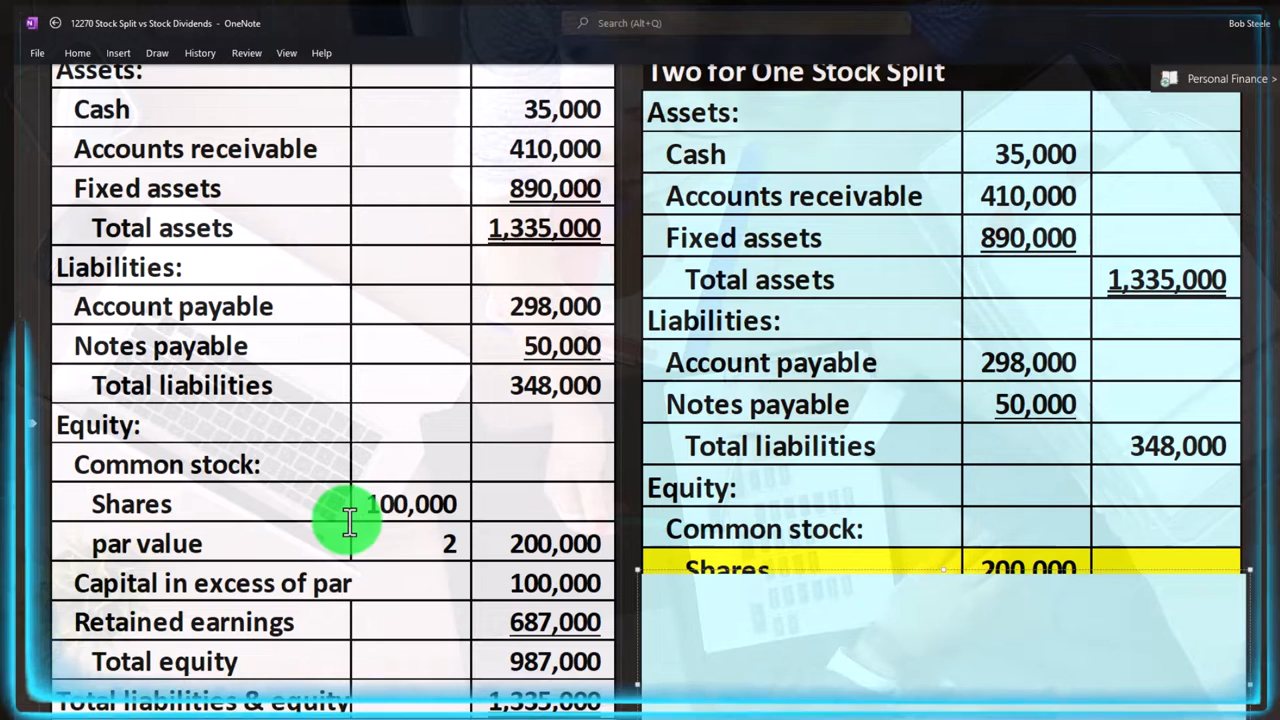 12270 Stock Split vs Stock Dividends - OneNote
Search (Alt+Q)
Bob Steele
File Home Insert Draw History Review View Help
Personal Finance >
Assets:
Cash 35,000
Accounts receivable 410,000
Fixed assets 890,000
Total assets 1,335,000
Liabilities:
Account payable 298,000
Notes payable 50,000
Total liabilities 348,000
Equity:
Common stock:
Shares 100,000
par value 2 200,000
Capital in excess of par 100,000
Retained earnings 687,000
Total equity 987,000
Total liabilities & equity 1,335,000
Two for One Stock Split
Assets:
Cash 35,000
Accounts receivable 410,000
Fixed assets 890,000
Total assets 1,335,000
Liabilities:
Account payable 298,000
Notes payable 50,000
Total liabilities 348,000
Equity:
Common stock:
Shares 200,000